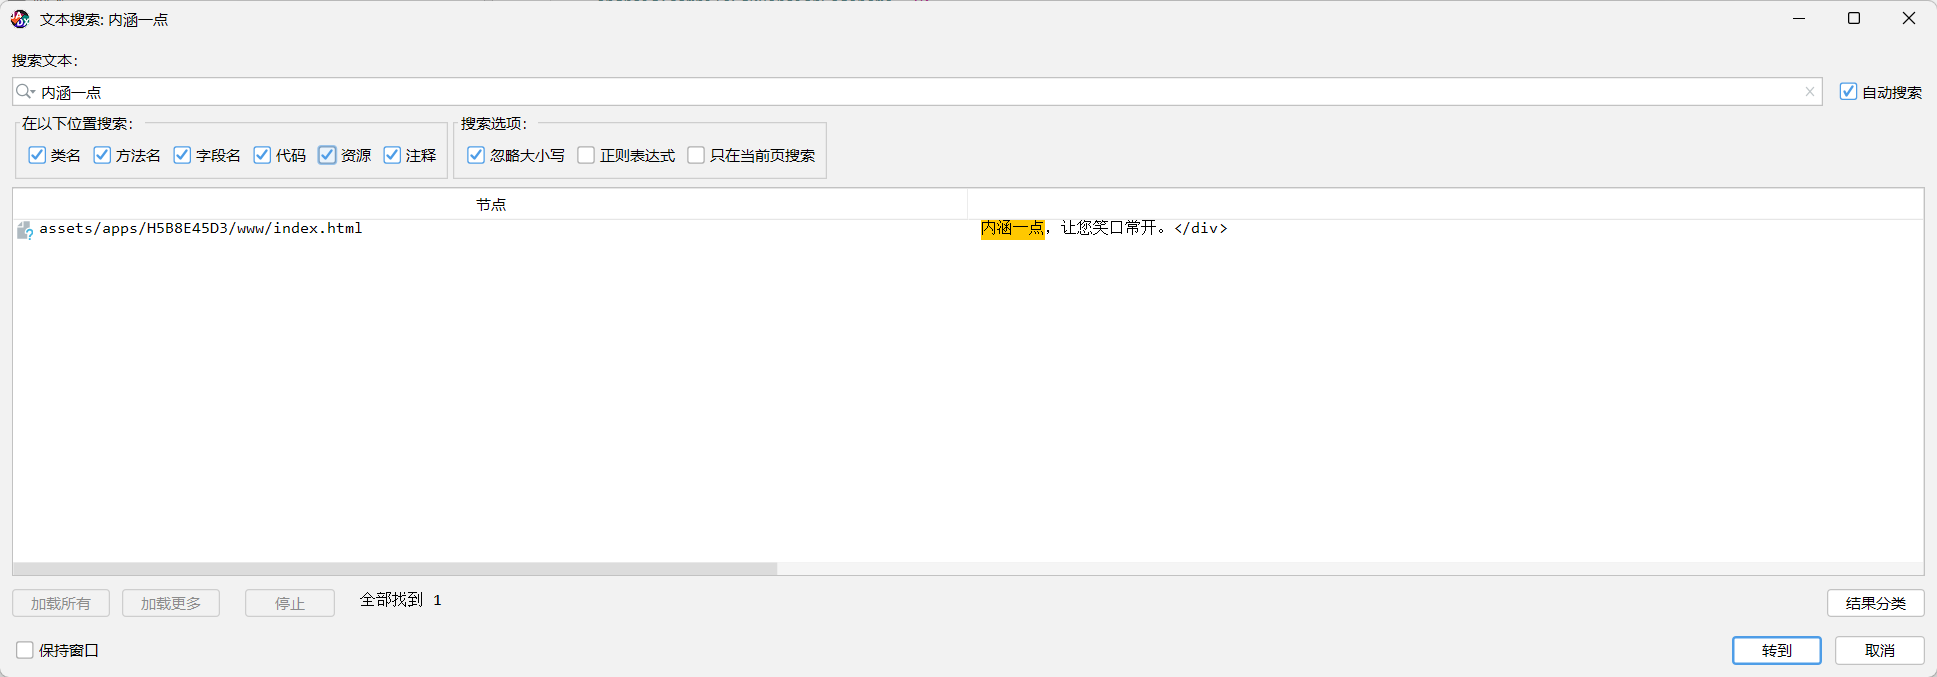 文本搜索: 内涵一点
搜索文本:
内涵一点
自动搜索
在以下位置搜索:
类名 方法名 字段名 代码 资源 注释
搜索选项:
忽略大小写 正则表达式 只在当前页搜索
节点
assets/apps/H5B8E45D3/www/index.html
内涵一点，让您笑口常开。</div>
加载所有 加载更多 停止 全部找到 1
结果分类
保持窗口
转到 取消